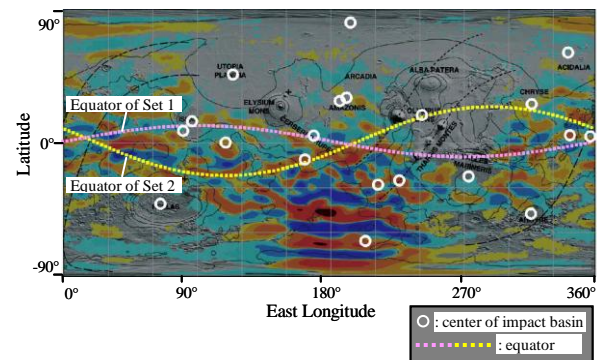 90°
UTOPIA
PLANITIA
ALBA PATERA
ARCADIA
ACIDALIA
Equator of Set 1
ELYSIUM
MONS
AMAZONIS
CHRYSE
Latitude
0°
Equator of Set 2
-90°
0°
90°
180°
270°
360°
East Longitude
: center of impact basin
: equator